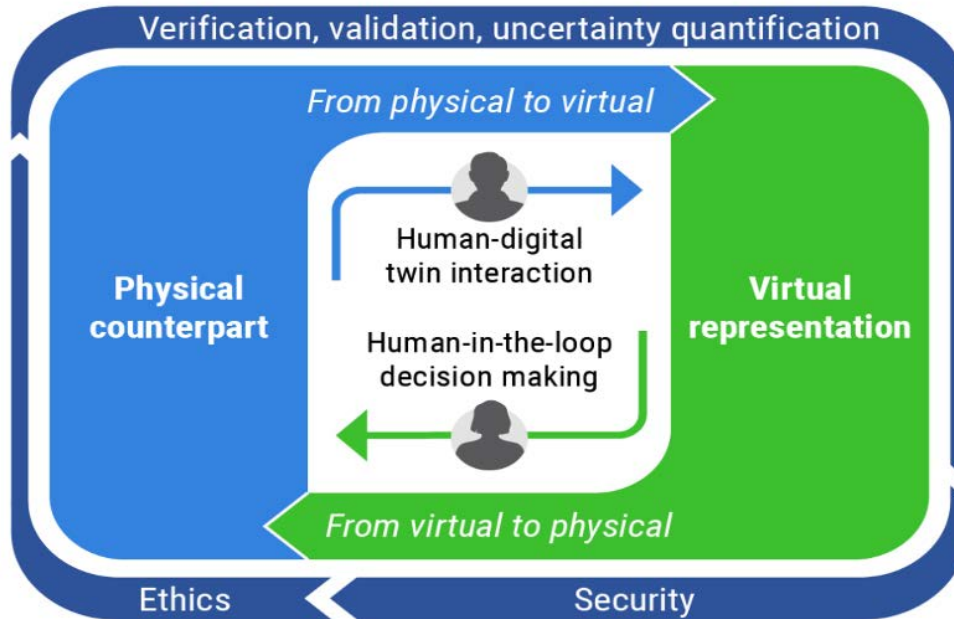 Verification, validation, uncertainty quantification
From physical to virtual
Human-digital
twin interaction
Physical
counterpart
Virtual
representation
Human-in-the-loop
decision making
From virtual to physical
Ethics
Security